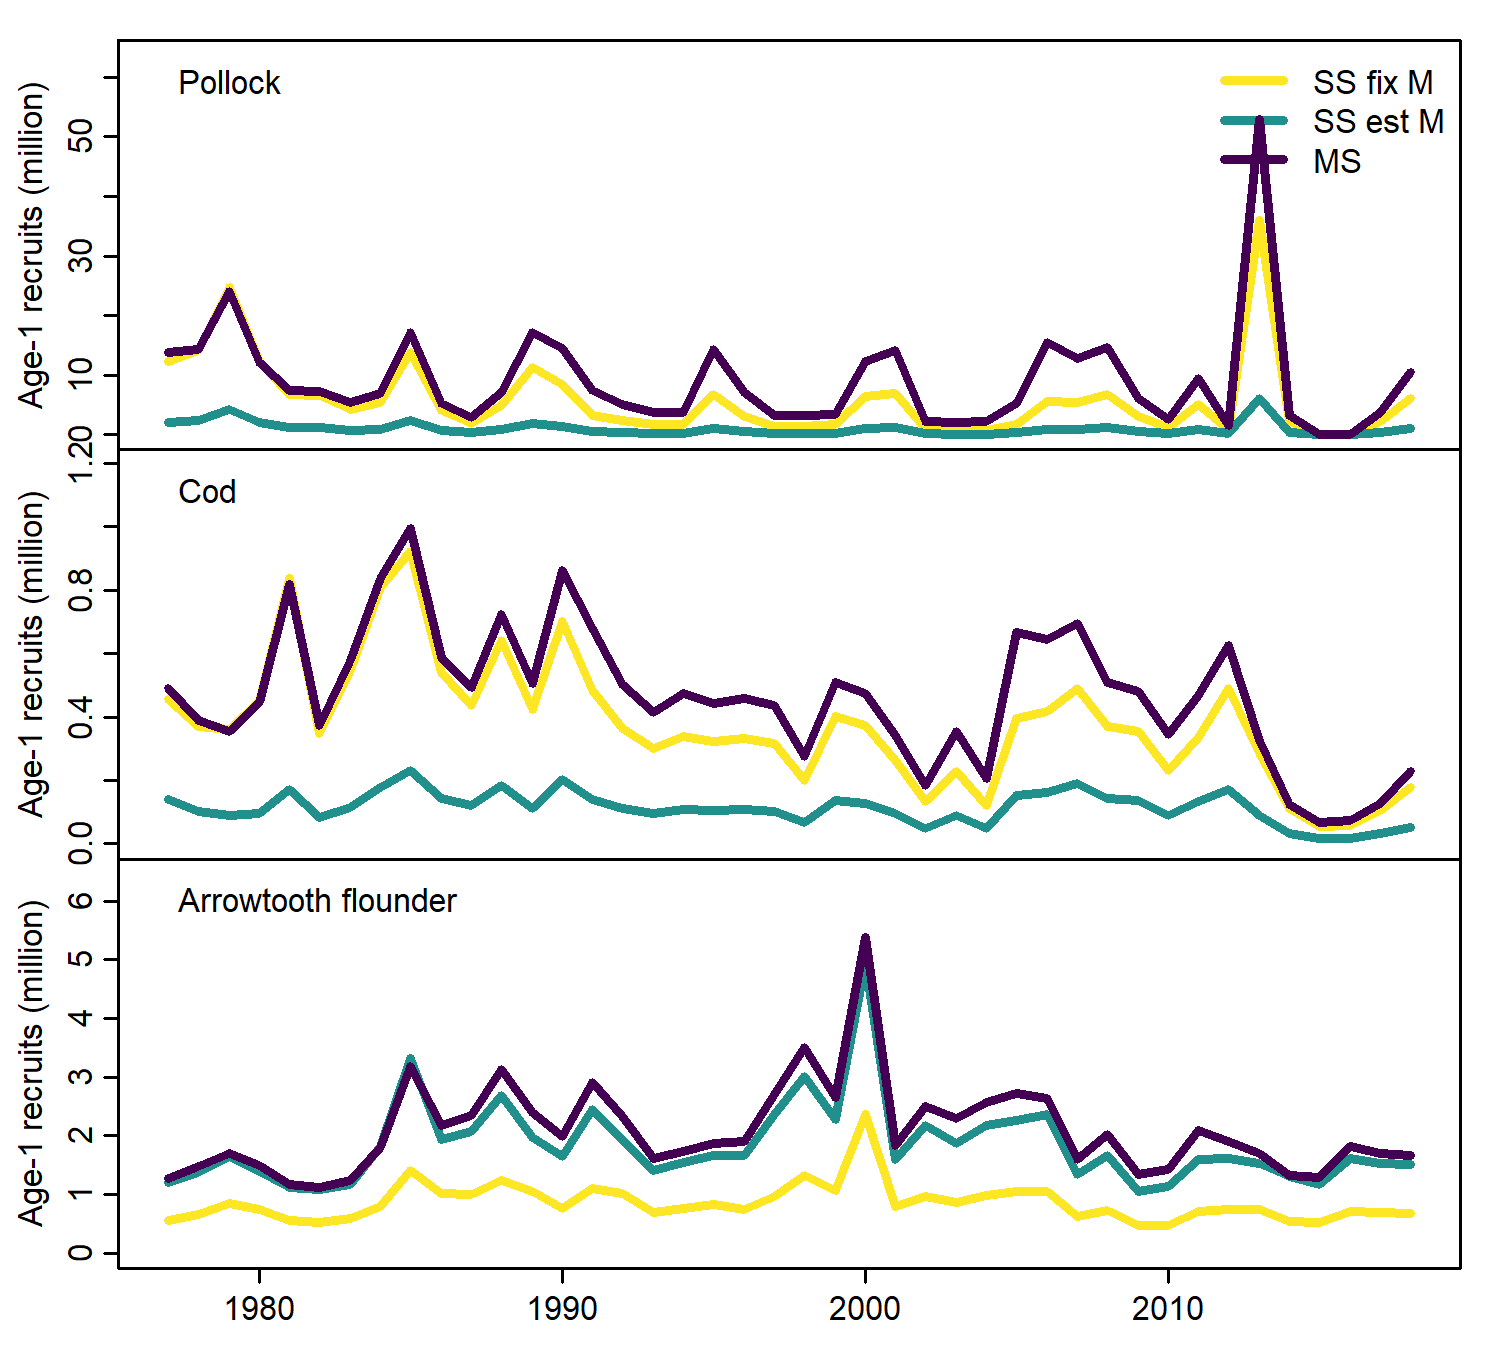 Pollock
SS fix M
SS est M
MS
Age-1 recruits (million)
50
30
10
0
Cod
Age-1 recruits (million)
1.2
0.8
0.4
0.0
Arrowtooth flounder
Age-1 recruits (million)
6
5
4
3
2
1
0
1980
1990
2000
2010